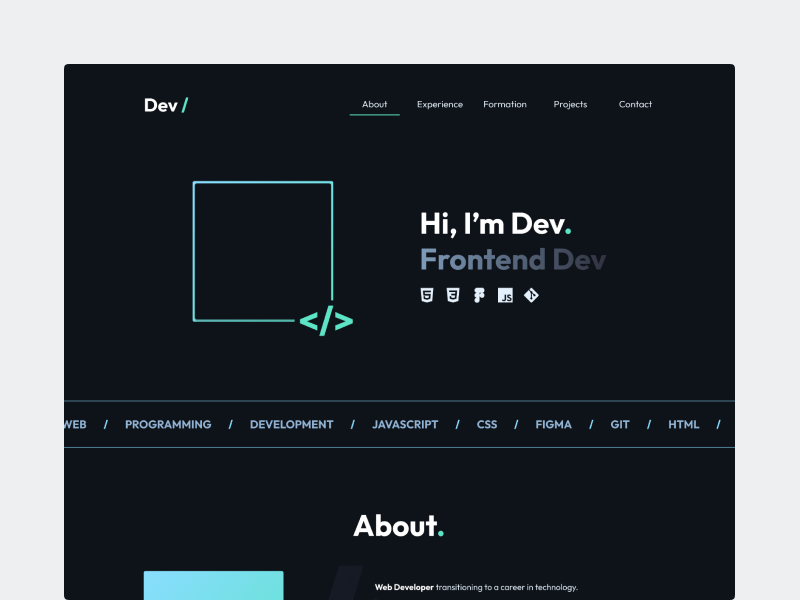 Dev /
About Experience Formation Projects Contact
Hi, I’m Dev.
Frontend Dev
</>
JS
WEB / PROGRAMMING / DEVELOPMENT / JAVASCRIPT / CSS / FIGMA / GIT / HTML /
About.
Web Developer transitioning to a career in technology.